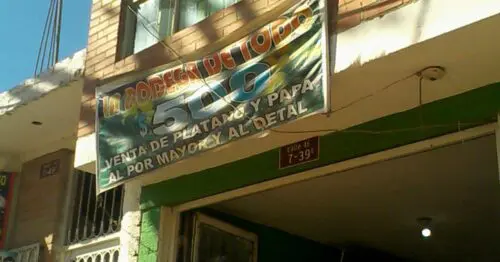 LA BODEGA DE TODO
$500
VENTA DE PLATANO Y PAPA
AL POR MAYOR Y AL DETAL
7-39